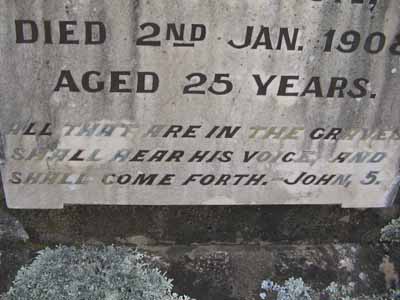 DIED 2ND JAN. 1908
AGED 25 YEARS.
ALL THAT ARE IN THE GRAVES
SHALL HEAR HIS VOICE, AND
SHALL COME FORTH.-JOHN, 5.